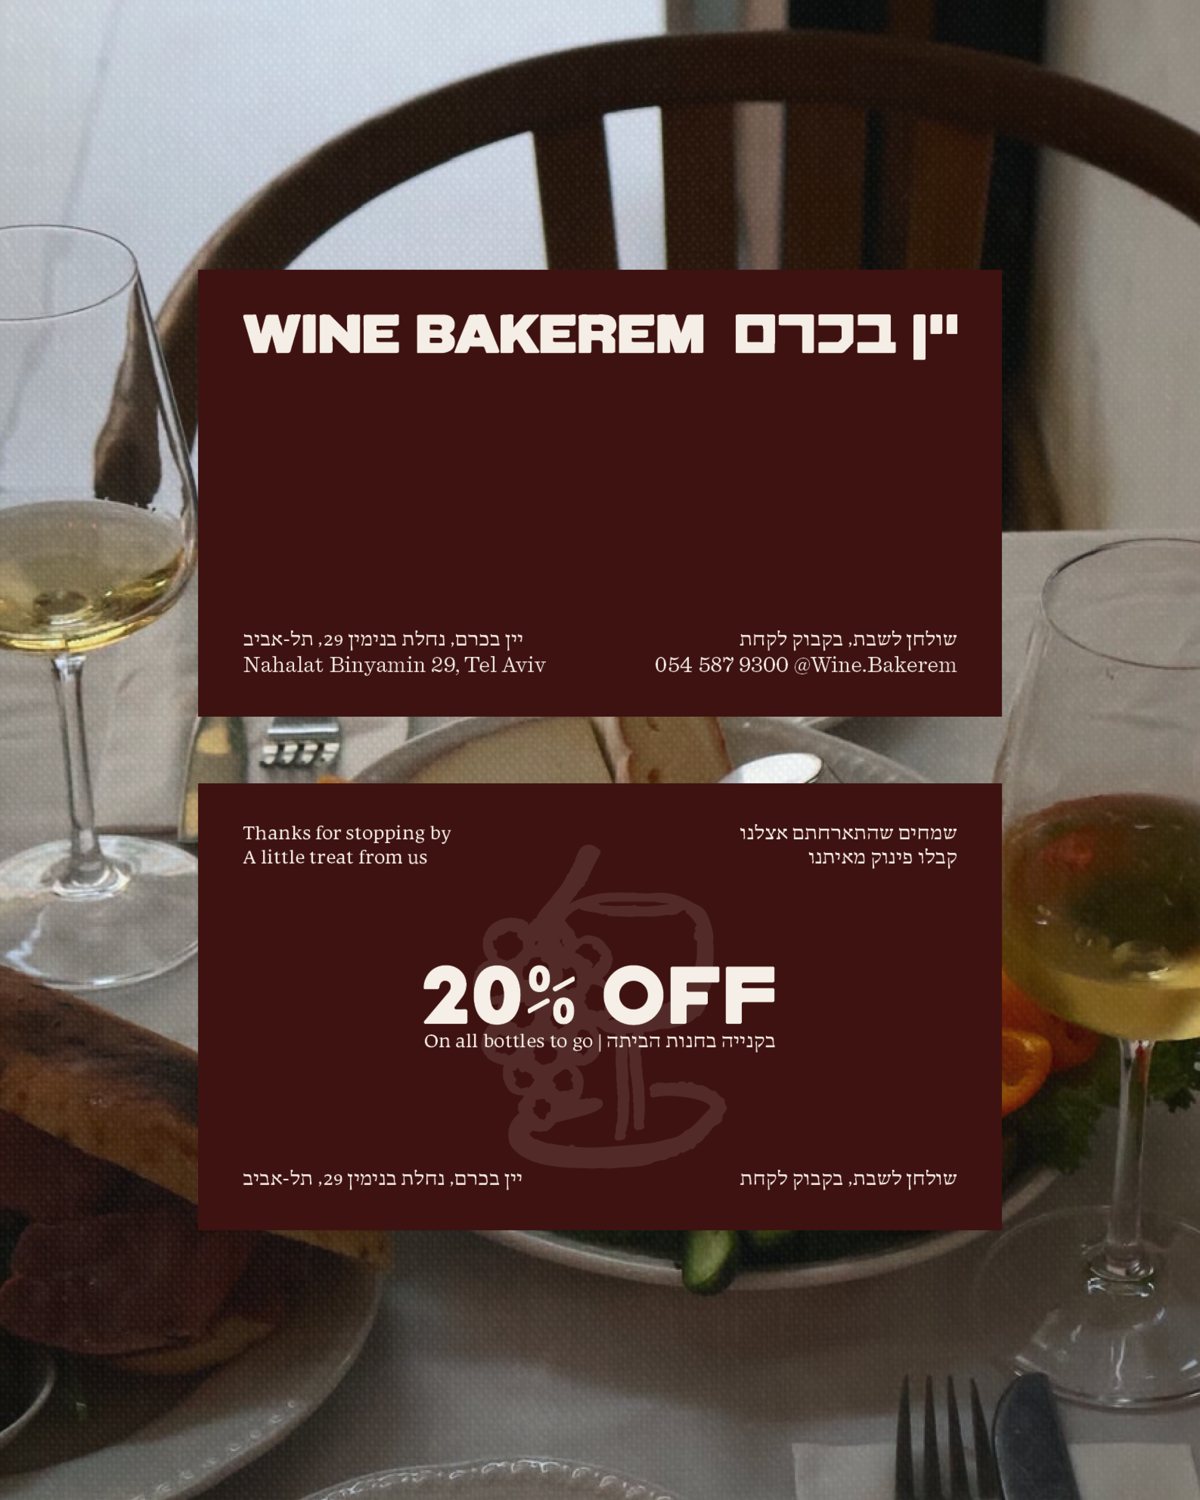 WINE BAKEREM יין בכרם
יין בכרם, נחלת בנימין 29, תל-אביב
Nahalat Binyamin 29, Tel Aviv
שולחן לשבת, בקבוק לקחת
054 587 9300 @Wine.Bakerem
Thanks for stopping by
A little treat from us
שמחים שהתארחתם אצלנו
קבלו פינוק מאיתנו
20% OFF
On all bottles to go | בקנייה בחנות הביתה
יין בכרם, נחלת בנימין 29, תל-אביב
שולחן לשבת, בקבוק לקחת